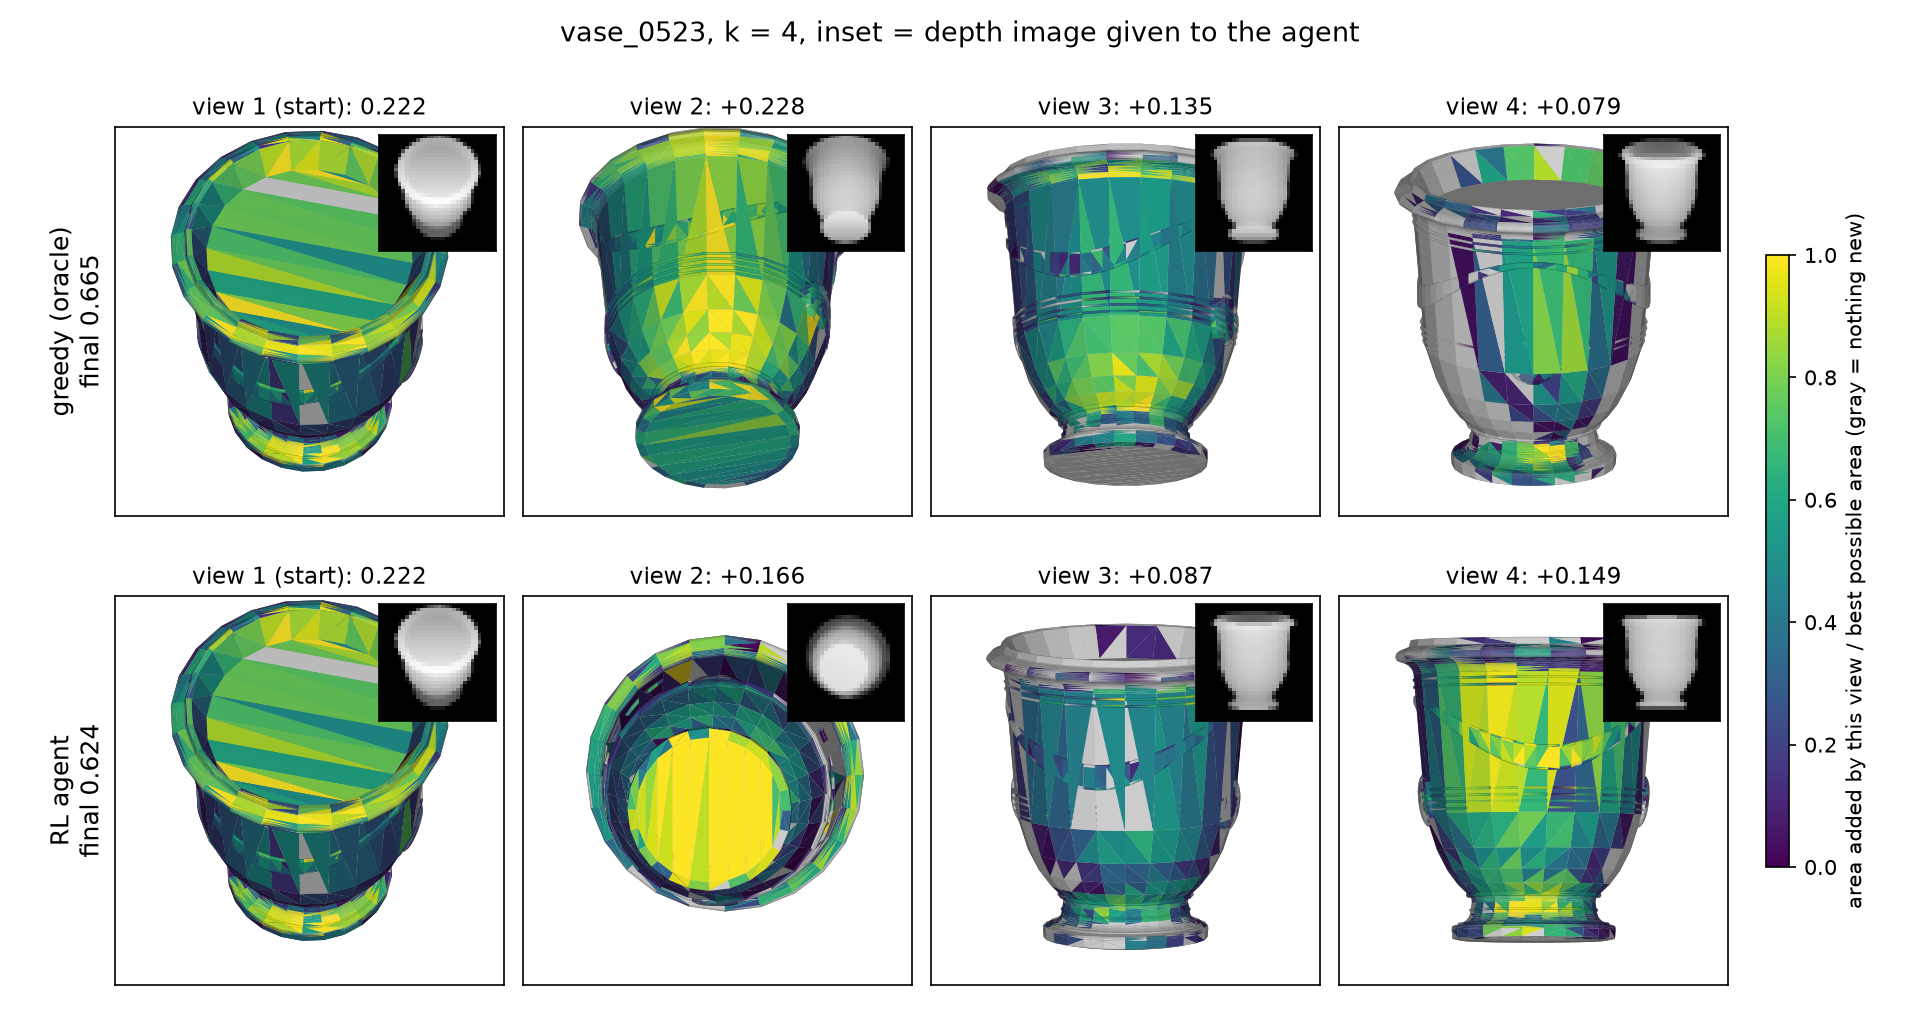 vase_0523, k = 4, inset = depth image given to the agent
view 1 (start): 0.222
view 2: +0.228
view 3: +0.135
view 4: +0.079
greedy (oracle)
final 0.665
view 1 (start): 0.222
view 2: +0.166
view 3: +0.087
view 4: +0.149
RL agent
final 0.624
1.0
0.8
0.6
0.4
0.2
0.0
area added by this view / best possible area (gray = nothing new)